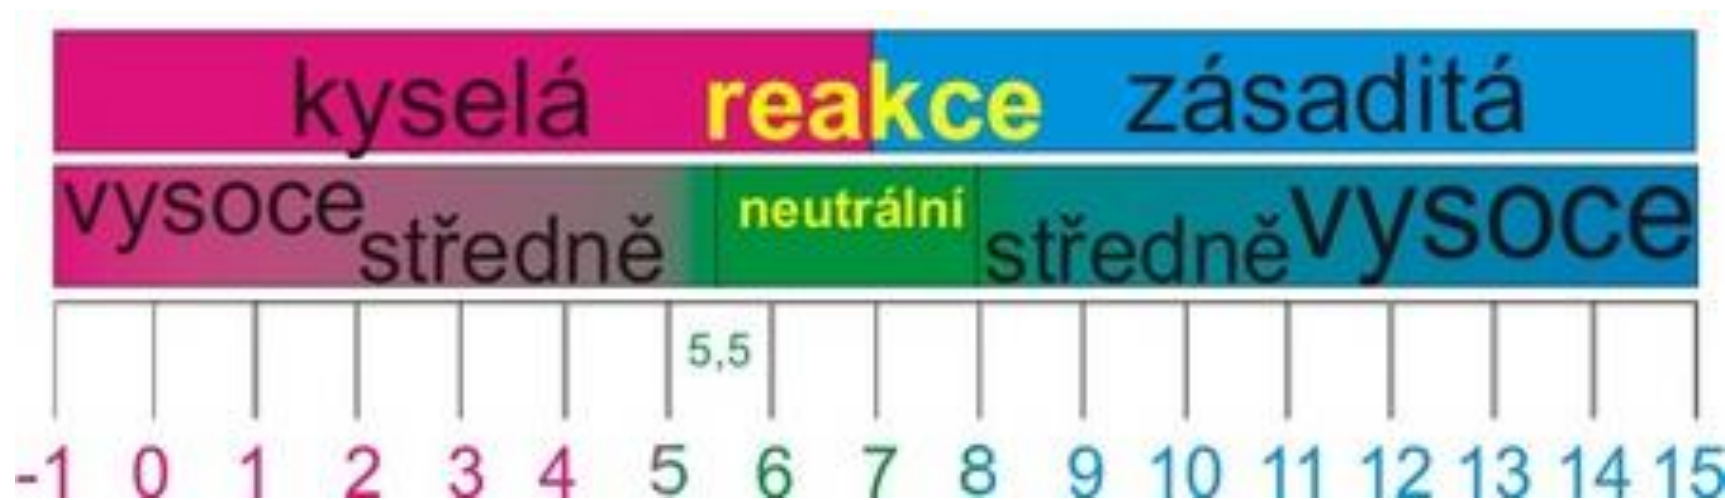 kyselá reakce zásaditá
vysoce středně neutrální středně vysoce
5,5
-1 0 1 2 3 4 5 6 7 8 9 10 11 12 13 14 15